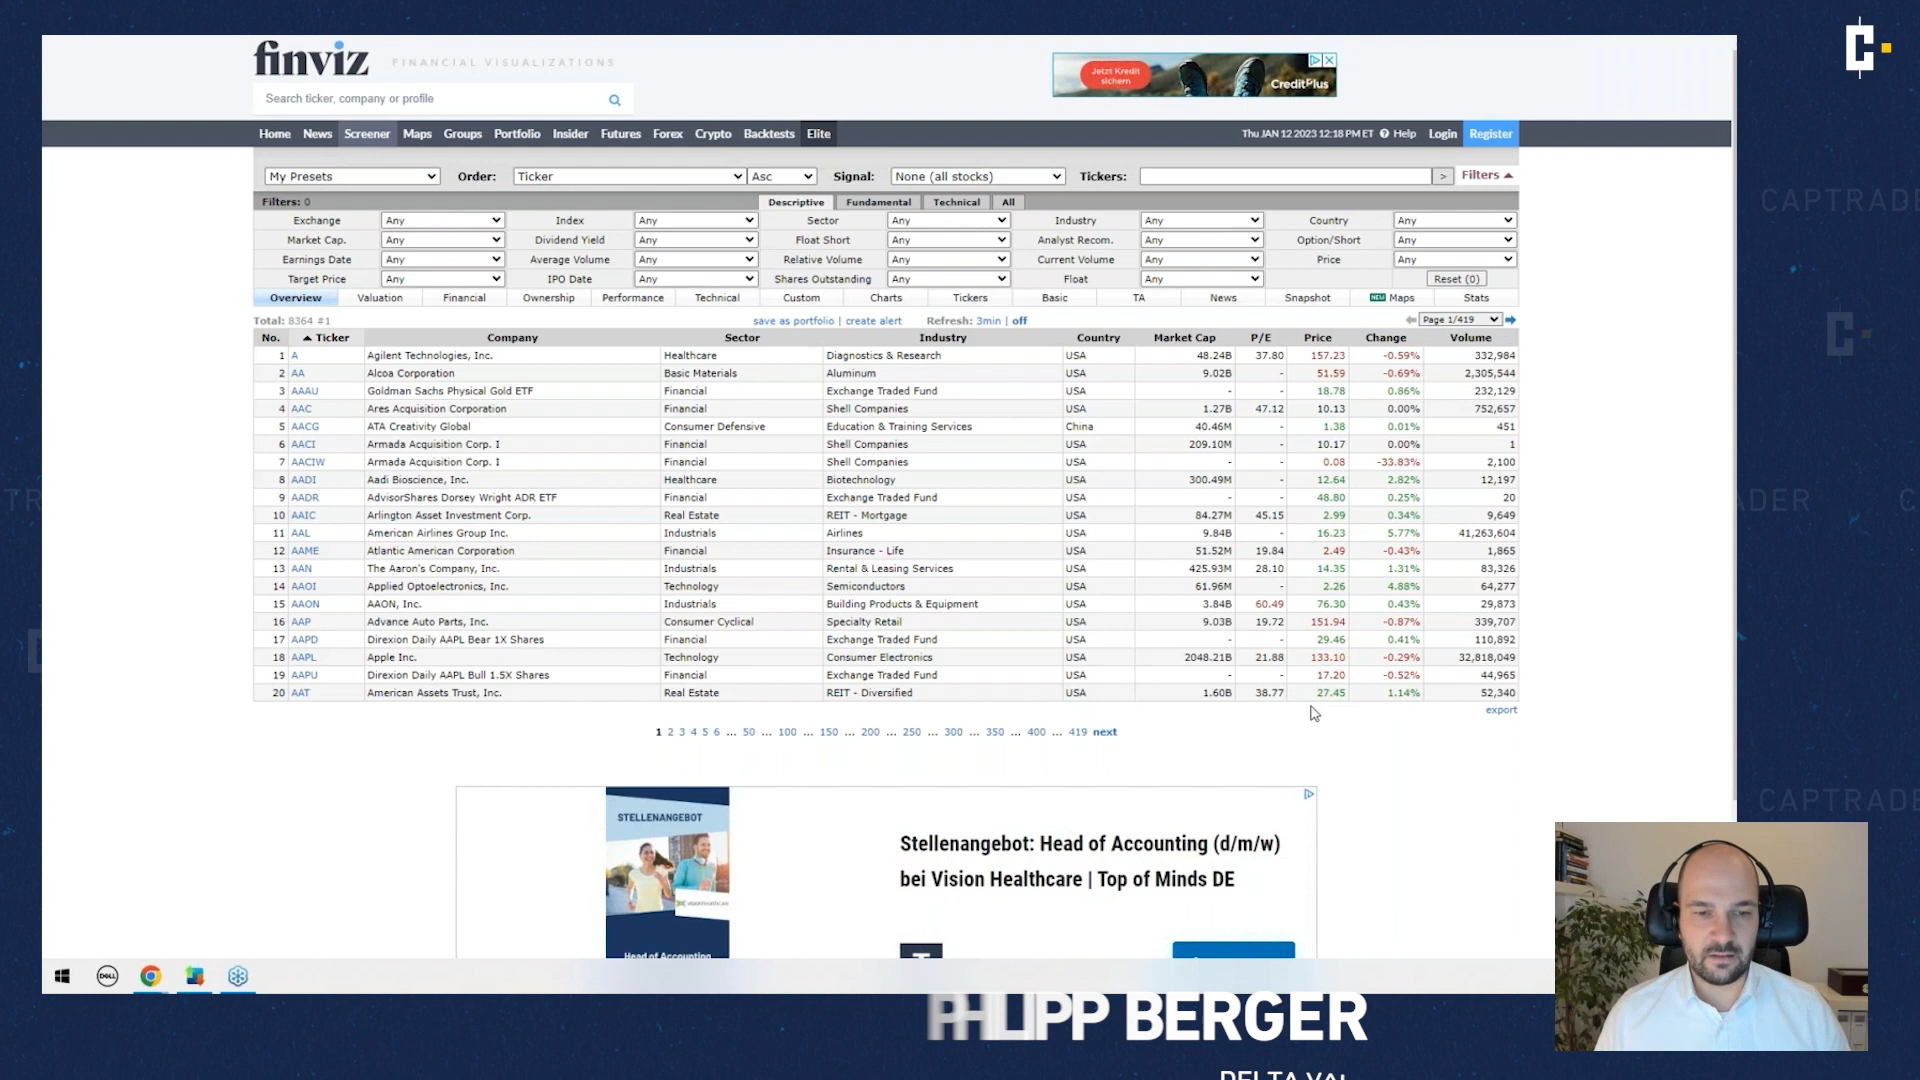 finviz FINANCIAL VISUALIZATIONS
Jetzt Kredit
sichern
CreditPlus
Search ticker, company or profile
Home News Screener Maps Groups Portfolio Insider Futures Forex Crypto Backtests Elite Thu JAN 12 2023 12:18 PM ET Help Login Register
My Presets Order: Ticker Asc Signal: None (all stocks) Tickers: > Filters
Filters: 0 Descriptive Fundamental Technical All
Exchange Any Index Any Sector Any Industry Any Country Any
Market Cap. Any Dividend Yield Any Float Short Any Analyst Recom. Any Option/Short Any
Earnings Date Any Average Volume Any Relative Volume Any Current Volume Any Price Any
Target Price Any IPO Date Any Shares Outstanding Any Float Any Reset (0)
Overview Valuation Financial Ownership Performance Technical Custom Charts Tickers Basic TA News Snapshot NEW Maps Stats
Total: 8364 #1 save as portfolio | create alert Refresh: 3min | off Page 1/419
No. Ticker Company Sector Industry Country Market Cap P/E Price Change Volume
1 A Agilent Technologies, Inc. Healthcare Diagnostics & Research USA 48.24B 37.80 157.23 -0.59% 332,984
2 AA Alcoa Corporation Basic Materials Aluminum USA 9.02B - 51.59 -0.69% 2,305,544
3 AAAU Goldman Sachs Physical Gold ETF Financial Exchange Traded Fund USA - - 18.78 0.86% 232,129
4 AAC Ares Acquisition Corporation Financial Shell Companies USA 1.27B 47.12 10.13 0.00% 752,657
5 AACG ATA Creativity Global Consumer Defensive Education & Training Services China 40.46M - 1.38 0.01% 451
6 AACI Armada Acquisition Corp. I Financial Shell Companies USA 209.10M - 10.17 0.00% 1
7 AACIW Armada Acquisition Corp. I Financial Shell Companies USA - - 0.08 -33.83% 2,100
8 AADI Aadi Bioscience, Inc. Healthcare Biotechnology USA 300.49M - 12.64 2.82% 12,197
9 AADR AdvisorShares Dorsey Wright ADR ETF Financial Exchange Traded Fund USA - - 48.80 0.25% 20
10 AAIC Arlington Asset Investment Corp. Real Estate REIT - Mortgage USA 84.27M 45.15 2.99 0.34% 9,649
11 AAL American Airlines Group Inc. Industrials Airlines USA 9.84B - 16.23 5.77% 41,263,604
12 AAME Atlantic American Corporation Financial Insurance - Life USA 51.52M 19.84 2.49 -0.43% 1,865
13 AAN The Aaron's Company, Inc. Industrials Rental & Leasing Services USA 425.93M 28.10 14.35 1.31% 83,326
14 AAOI Applied Optoelectronics, Inc. Technology Semiconductors USA 61.96M - 2.26 4.88% 64,277
15 AAON AAON, Inc. Industrials Building Products & Equipment USA 3.84B 60.49 76.30 0.43% 29,873
16 AAP Advance Auto Parts, Inc. Consumer Cyclical Specialty Retail USA 9.03B 19.72 151.94 -0.87% 339,707
17 AAPD Direxion Daily AAPL Bear 1X Shares Financial Exchange Traded Fund USA - - 29.46 0.41% 110,892
18 AAPL Apple Inc. Technology Consumer Electronics USA 2048.21B 21.88 133.10 -0.29% 32,818,049
19 AAPU Direxion Daily AAPL Bull 1.5X Shares Financial Exchange Traded Fund USA - - 17.20 -0.52% 44,965
20 AAT American Assets Trust, Inc. Real Estate REIT - Diversified USA 1.60B 38.77 27.45 1.14% 52,340
export
1 2 3 4 5 6 ... 50 ... 100 ... 150 ... 200 ... 250 ... 300 ... 350 ... 400 ... 419 next
STELLENANGEBOT
Head of Accounting
Stellenangebot: Head of Accounting (d/m/w)
bei Vision Healthcare | Top of Minds DE
DELL
PHILIPP BERGER
CAPTRADE
CAPTRADE